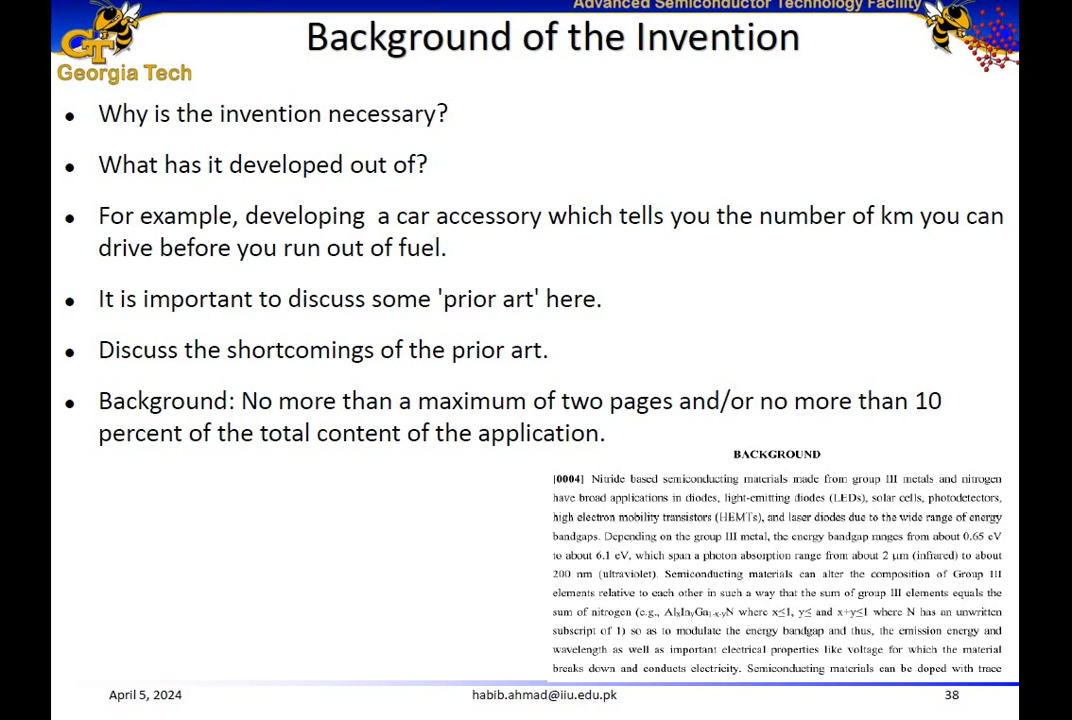 Advanced Semiconductor Technology Facility
GT
Georgia Tech
Background of the Invention
• Why is the invention necessary?
• What has it developed out of?
• For example, developing a car accessory which tells you the number of km you can
drive before you run out of fuel.
• It is important to discuss some 'prior art' here.
• Discuss the shortcomings of the prior art.
• Background: No more than a maximum of two pages and/or no more than 10
percent of the total content of the application.
BACKGROUND
[0004] Nitride based semiconducting materials made from group III metals and nitrogen
have broad applications in diodes, light-emitting diodes (LEDs), solar cells, photodetectors,
high electron mobility transistors (HEMTs), and laser diodes due to the wide range of energy
bandgaps. Depending on the group III metal, the energy bandgap ranges from about 0.65 eV
to about 6.1 eV, which span a photon absorption range from about 2 μm (infrared) to about
200 nm (ultraviolet). Semiconducting materials can alter the composition of Group III
elements relative to each other in such a way that the sum of group III elements equals the
sum of nitrogen (e.g., AlxInyGa1-x-yN where x≤1, y≤ and x+y≤1 where N has an unwritten
subscript of 1) so as to modulate the energy bandgap and thus, the emission energy and
wavelength as well as important electrical properties like voltage for which the material
breaks down and conducts electricity. Semiconducting materials can be doped with trace
April 5, 2024
habib.ahmad@iiu.edu.pk
38